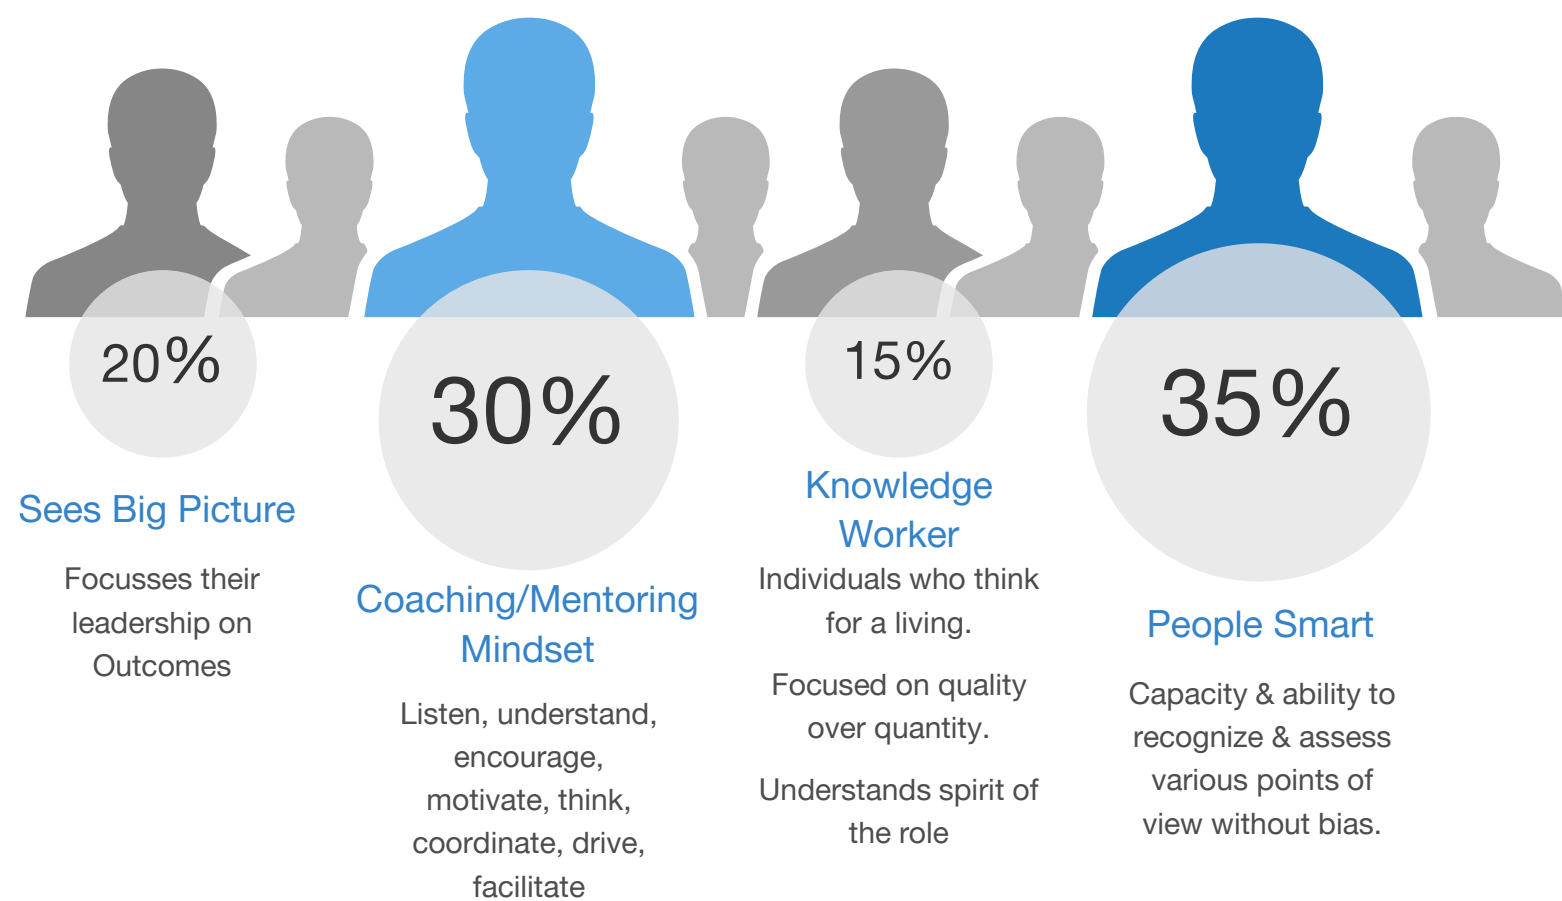 20%
Sees Big Picture
Focusses their
leadership on
Outcomes
30%
Coaching/Mentoring
Mindset
Listen, understand,
encourage,
motivate, think,
coordinate, drive,
facilitate
15%
Knowledge
Worker
Individuals who think
for a living.
Focused on quality
over quantity.
Understands spirit of
the role
35%
People Smart
Capacity & ability to
recognize & assess
various points of
view without bias.